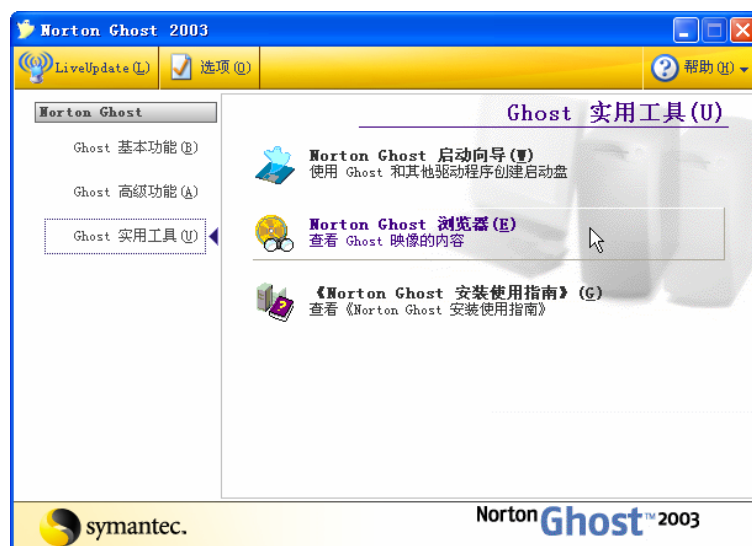 Norton Ghost 2003
LiveUpdate(L) 选项(O) 帮助(H)
Norton Ghost
Ghost 基本功能(B)
Ghost 高级功能(A)
Ghost 实用工具(U)
Ghost 实用工具(U)
Norton Ghost 启动向导(W)
使用 Ghost 和其他驱动程序创建启动盘
Norton Ghost 浏览器(E)
查看 Ghost 映像的内容
《Norton Ghost 安装使用指南》(G)
查看《Norton Ghost 安装使用指南》
symantec.
Norton Ghost™ 2003